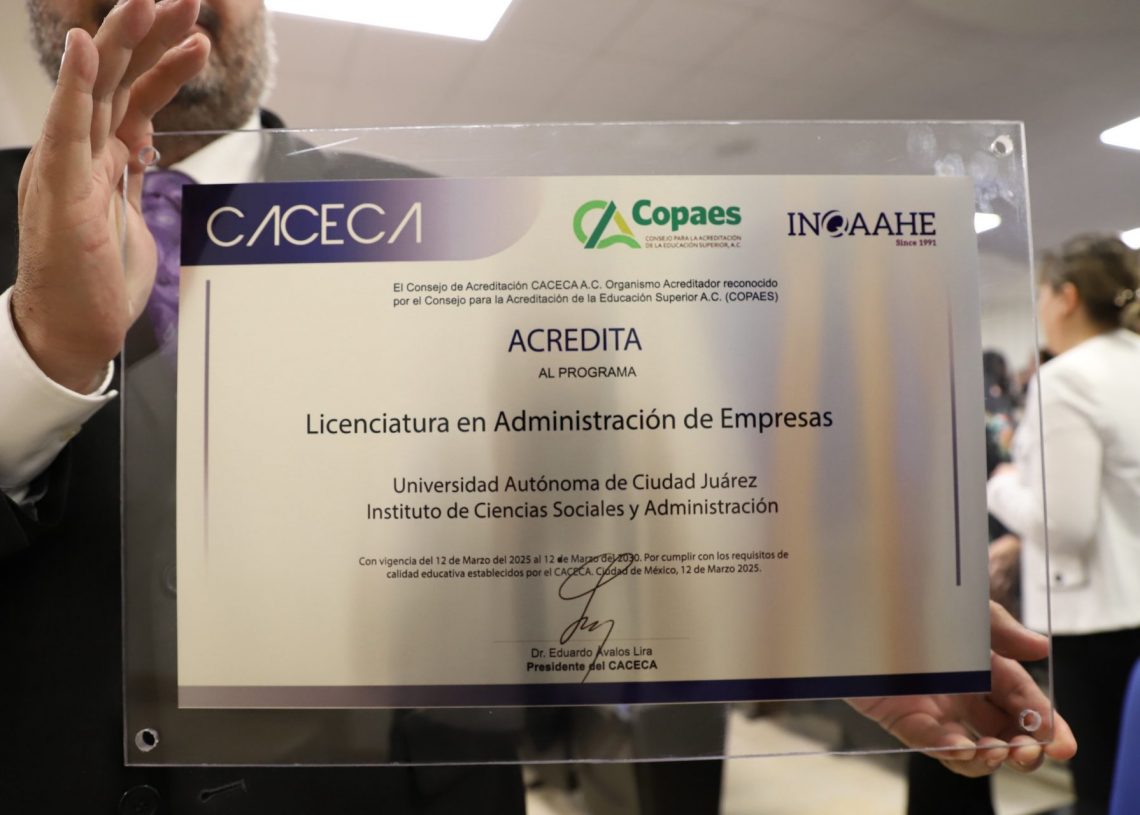 CACECA
Copaes
CONSEJO PARA LA ACREDITACIÓN
DE LA EDUCACIÓN SUPERIOR, A.C.
INQAAHE
Since 1991
El Consejo de Acreditación CACECA A.C. Organismo Acreditador reconocido
por el Consejo para la Acreditación de la Educación Superior A.C. (COPAES)
ACREDITA
AL PROGRAMA
Licenciatura en Administración de Empresas
Universidad Autónoma de Ciudad Juárez
Instituto de Ciencias Sociales y Administración
Con vigencia del 12 de Marzo del 2025 al 12 de Marzo del 2030. Por cumplir con los requisitos de
calidad educativa establecidos por el CACECA. Ciudad de México, 12 de Marzo 2025.
Dr. Eduardo Ávalos Lira
Presidente del CACECA